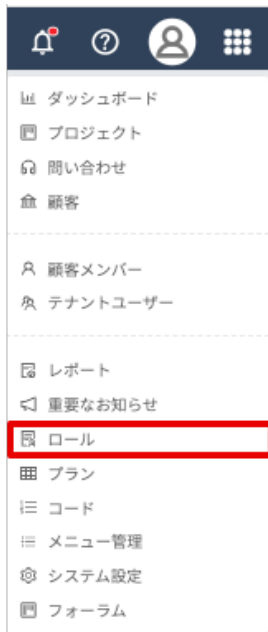 ダッシュボード
プロジェクト
問い合わせ
顧客
顧客メンバー
テナントユーザー
レポート
重要なお知らせ
ロール
プラン
コード
メニュー管理
システム設定
フォーラム